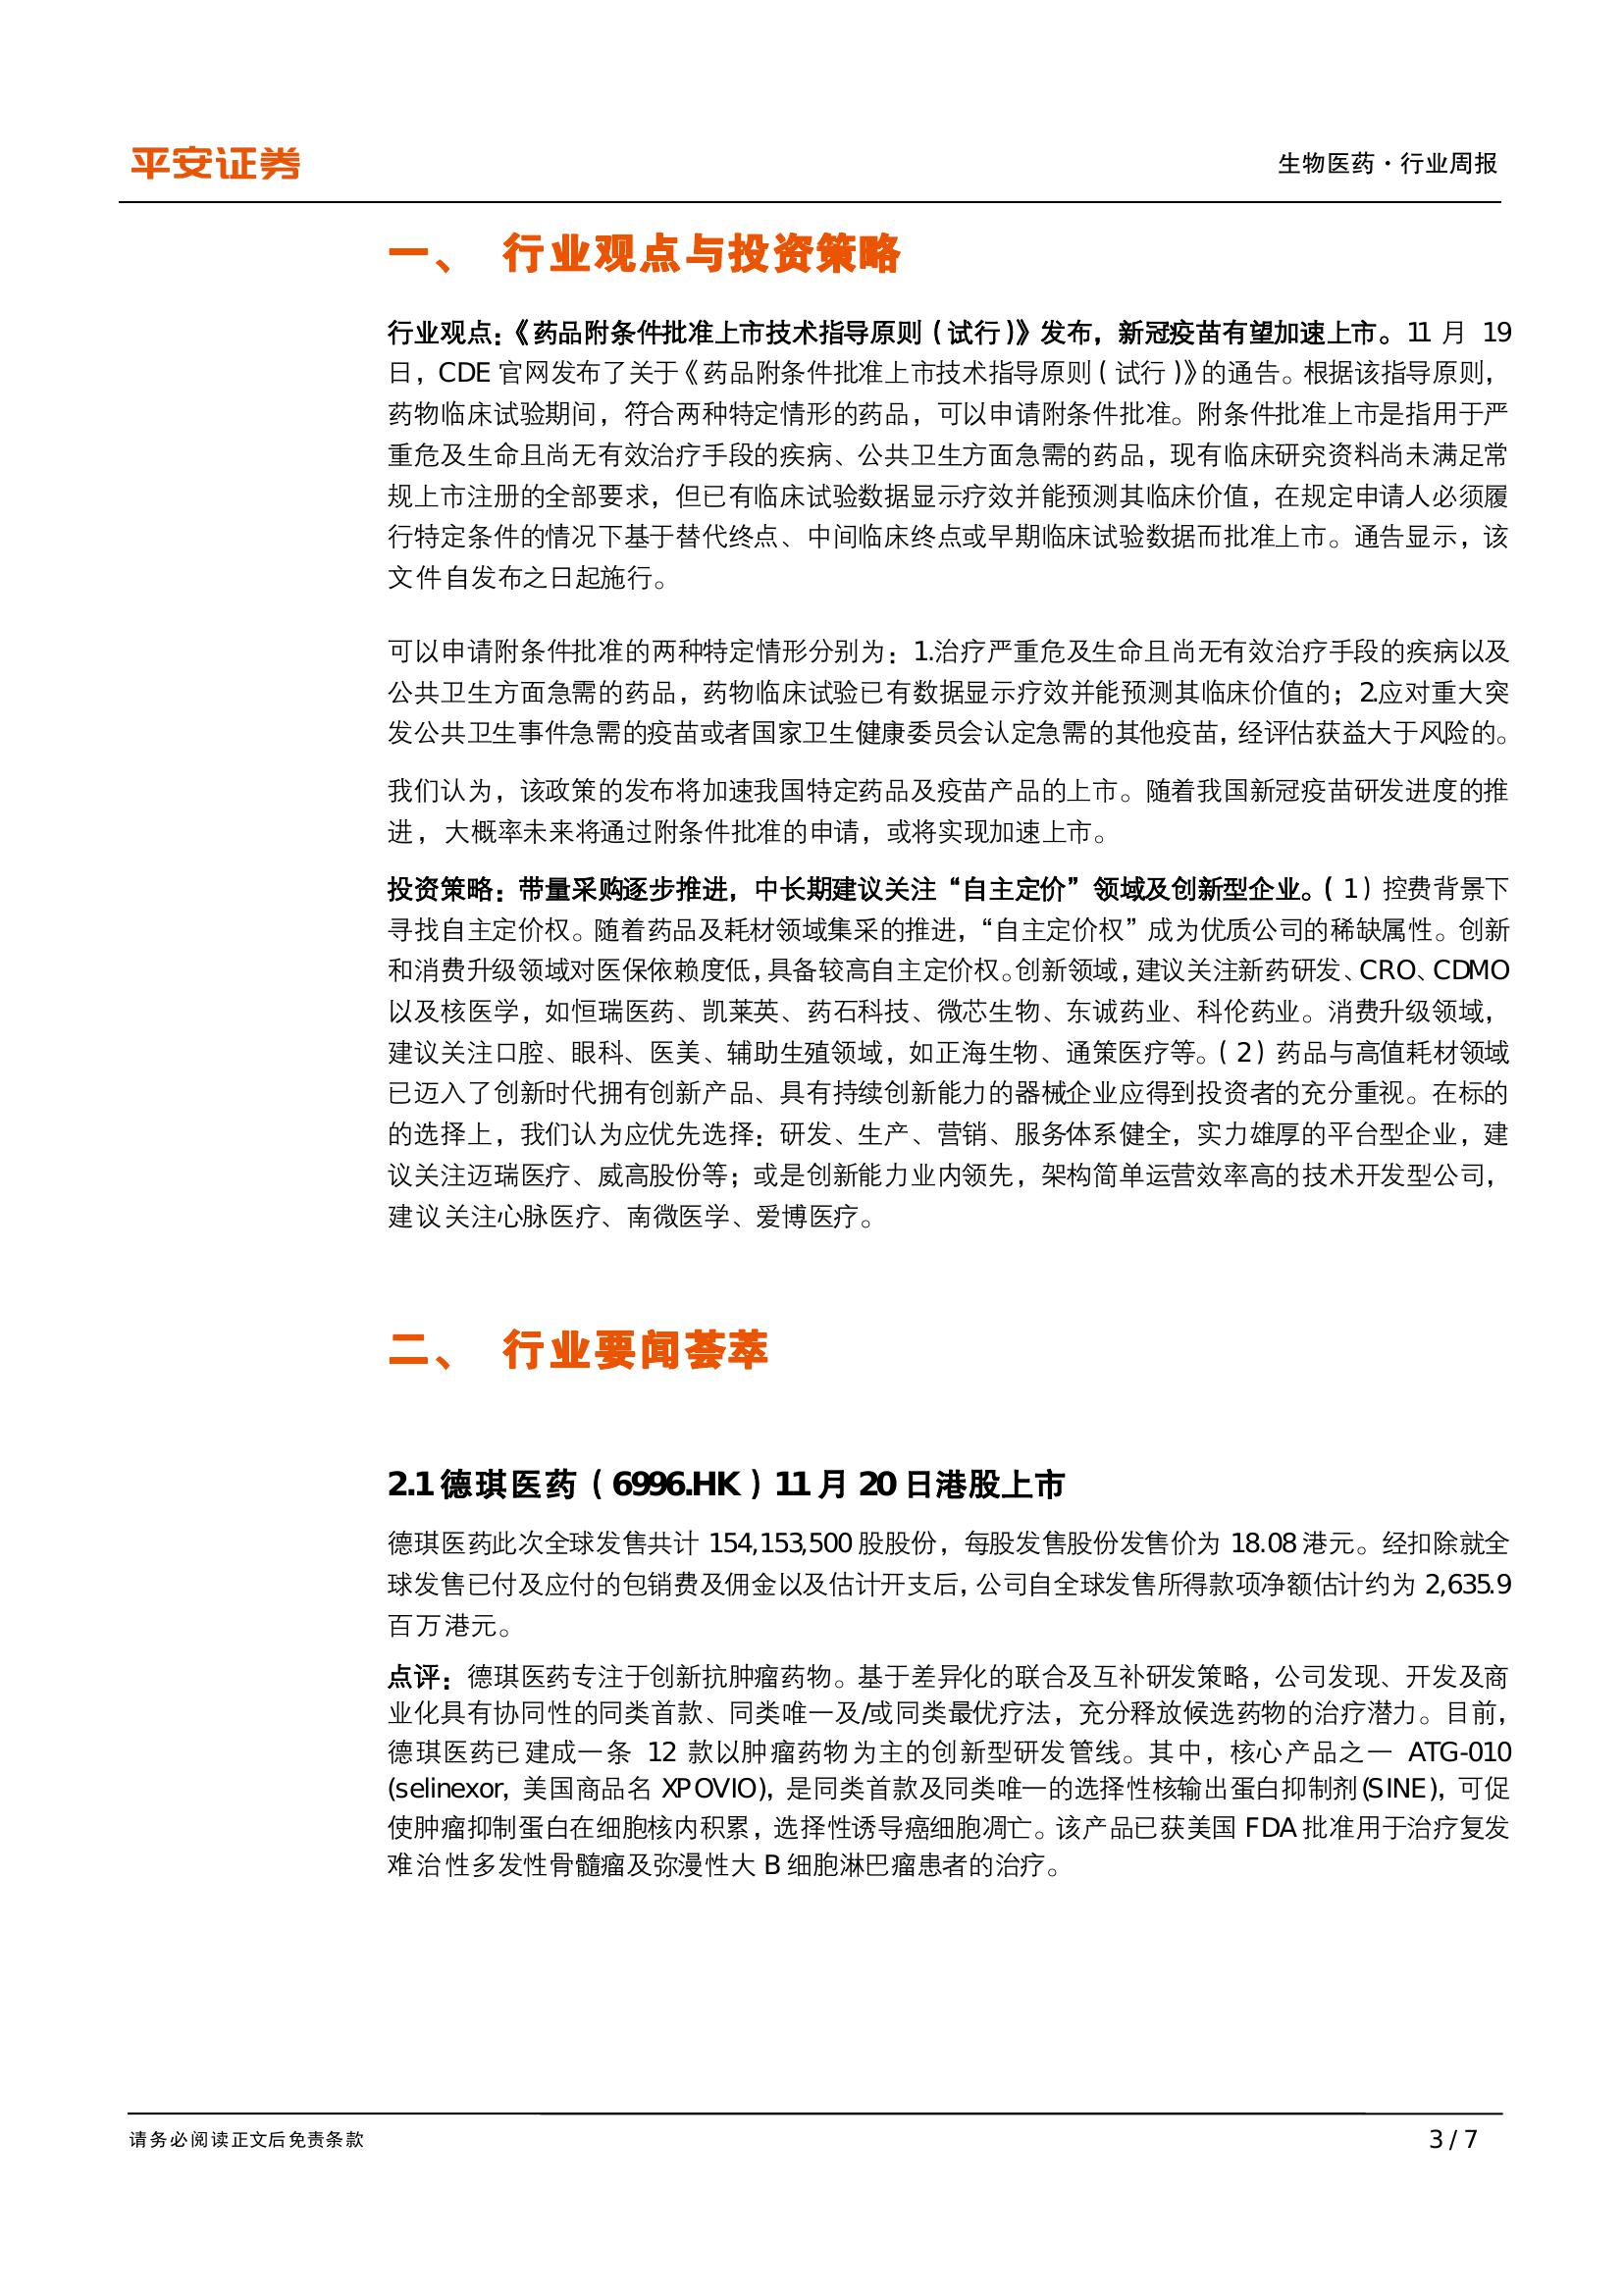 平安证券
生物医药·行业周报
一、 行业观点与投资策略
行业观点：《药品附条件批准上市技术指导原则（试行）》发布，新冠疫苗有望加速上市。11 月 19
日，CDE 官网发布了关于《药品附条件批准上市技术指导原则（试行）》的通告。根据该指导原则，
药物临床试验期间，符合两种特定情形的药品，可以申请附条件批准。附条件批准上市是指用于严
重危及生命且尚无有效治疗手段的疾病、公共卫生方面急需的药品，现有临床研究资料尚未满足常
规上市注册的全部要求，但已有临床试验数据显示疗效并能预测其临床价值，在规定申请人必须履
行特定条件的情况下基于替代终点、中间临床终点或早期临床试验数据而批准上市。通告显示，该
文件自发布之日起施行。
可以申请附条件批准的两种特定情形分别为：1.治疗严重危及生命且尚无有效治疗手段的疾病以及
公共卫生方面急需的药品，药物临床试验已有数据显示疗效并能预测其临床价值的；2.应对重大突
发公共卫生事件急需的疫苗或者国家卫生健康委员会认定急需的其他疫苗，经评估获益大于风险的。
我们认为，该政策的发布将加速我国特定药品及疫苗产品的上市。随着我国新冠疫苗研发进度的推
进，大概率未来将通过附条件批准的申请，或将实现加速上市。
投资策略：带量采购逐步推进，中长期建议关注“自主定价”领域及创新型企业。（1）控费背景下
寻找自主定价权。随着药品及耗材领域集采的推进，“自主定价权”成为优质公司的稀缺属性。创新
和消费升级领域对医保依赖度低，具备较高自主定价权。创新领域，建议关注新药研发、CRO、CDMO
以及核医学，如恒瑞医药、凯莱英、药石科技、微芯生物、东诚药业、科伦药业。消费升级领域，
建议关注口腔、眼科、医美、辅助生殖领域，如正海生物、通策医疗等。（2）药品与高值耗材领域
已迈入了创新时代拥有创新产品、具有持续创新能力的器械企业应得到投资者的充分重视。在标的
的选择上，我们认为应优先选择：研发、生产、营销、服务体系健全，实力雄厚的平台型企业，建
议关注迈瑞医疗、威高股份等；或是创新能力业内领先，架构简单运营效率高的技术开发型公司，
建议关注心脉医疗、南微医学、爱博医疗。
二、 行业要闻荟萃
2.1 德琪医药（6996.HK）11 月 20 日港股上市
德琪医药此次全球发售共计 154,153,500 股股份，每股发售股份发售价为 18.08 港元。经扣除就全
球发售已付及应付的包销费及佣金以及估计开支后，公司自全球发售所得款项净额估计约为 2,635.9
百万港元。
点评：德琪医药专注于创新抗肿瘤药物。基于差异化的联合及互补研发策略，公司发现、开发及商
业化具有协同性的同类首款、同类唯一及/或同类最优疗法，充分释放候选药物的治疗潜力。目前，
德琪医药已建成一条 12 款以肿瘤药物为主的创新型研发管线。其中，核心产品之一 ATG-010
(selinexor，美国商品名 XPOVIO)，是同类首款及同类唯一的选择性核输出蛋白抑制剂(SINE)，可促
使肿瘤抑制蛋白在细胞核内积累，选择性诱导癌细胞凋亡。该产品已获美国 FDA 批准用于治疗复发
难治性多发性骨髓瘤及弥漫性大 B 细胞淋巴瘤患者的治疗。
请务必阅读正文后免责条款
3 / 7